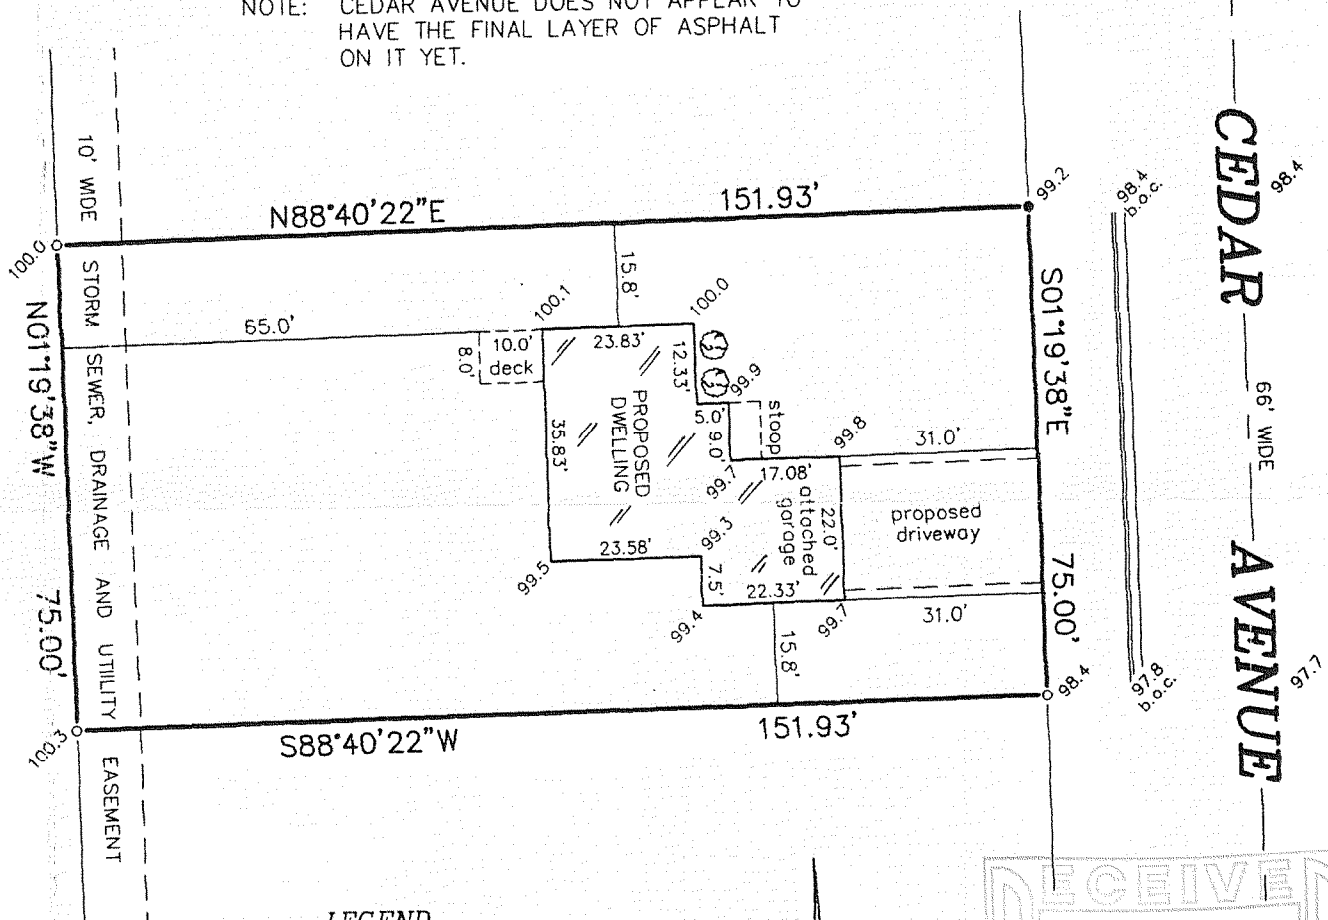 NOTE: CEDAR AVENUE DOES NOT APPEAR TO
HAVE THE FINAL LAYER OF ASPHALT
ON IT YET.
10' WIDE STORM SEWER, DRAINAGE AND UTIILITY EASEMENT
N88°40'22"E
151.93'
99.2
98.4
b.o.c.
98.4
CEDAR AVENUE
66' WIDE
100.0
N01°19'38"W
75.00'
S01°19'38"E
75.00'
15.8'
65.0'
100.1
100.0
23.83'
10.0'
deck
8.0'
12.33'
99.9
5.0'
9.0'
stoop
99.8
31.0'
35.83'
PROPOSED
DWELLING
99.7
17.08'
attached
garage
22.0'
proposed
driveway
99.3
23.58'
7.5'
22.33'
99.5
99.4
99.7
31.0'
15.8'
98.4
97.8
b.o.c.
97.7
100.3
S88°40'22"W
151.93'
LEGEND
RECEIVED